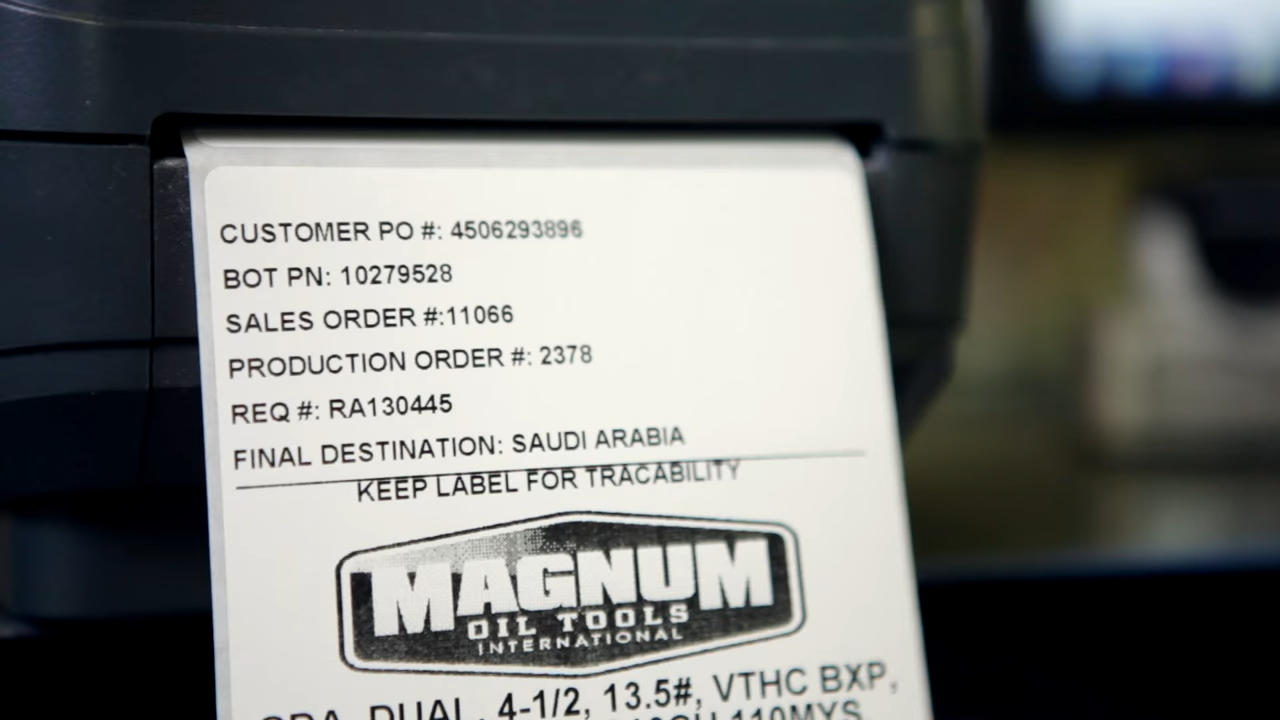 CUSTOMER PO #: 4506293896
BOT PN: 10279528
SALES ORDER #:11066
PRODUCTION ORDER #: 2378
REQ #: RA130445
FINAL DESTINATION: SAUDI ARABIA
KEEP LABEL FOR TRACABILITY
MAGNUM
OIL TOOLS
INTERNATIONAL
DUAL, 4-1/2, 13.5#, VTHC BXP,
110MYS,